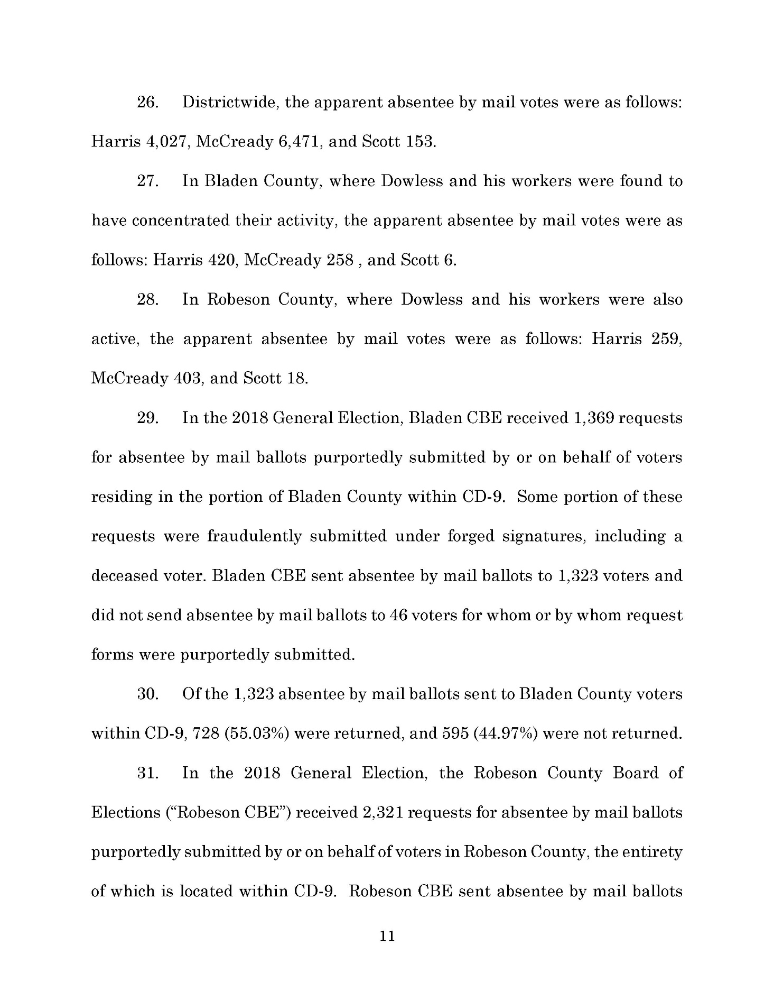 26. Districtwide, the apparent absentee by mail votes were as follows:
Harris 4,027, McCready 6,471, and Scott 153.
27. In Bladen County, where Dowless and his workers were found to
have concentrated their activity, the apparent absentee by mail votes were as
follows: Harris 420, McCready 258 , and Scott 6.
28. In Robeson County, where Dowless and his workers were also
active, the apparent absentee by mail votes were as follows: Harris 259,
McCready 403, and Scott 18.
29. In the 2018 General Election, Bladen CBE received 1,369 requests
for absentee by mail ballots purportedly submitted by or on behalf of voters
residing in the portion of Bladen County within CD-9. Some portion of these
requests were fraudulently submitted under forged signatures, including a
deceased voter. Bladen CBE sent absentee by mail ballots to 1,323 voters and
did not send absentee by mail ballots to 46 voters for whom or by whom request
forms were purportedly submitted.
30. Of the 1,323 absentee by mail ballots sent to Bladen County voters
within CD-9, 728 (55.03%) were returned, and 595 (44.97%) were not returned.
31. In the 2018 General Election, the Robeson County Board of
Elections (“Robeson CBE”) received 2,321 requests for absentee by mail ballots
purportedly submitted by or on behalf of voters in Robeson County, the entirety
of which is located within CD-9. Robeson CBE sent absentee by mail ballots
11